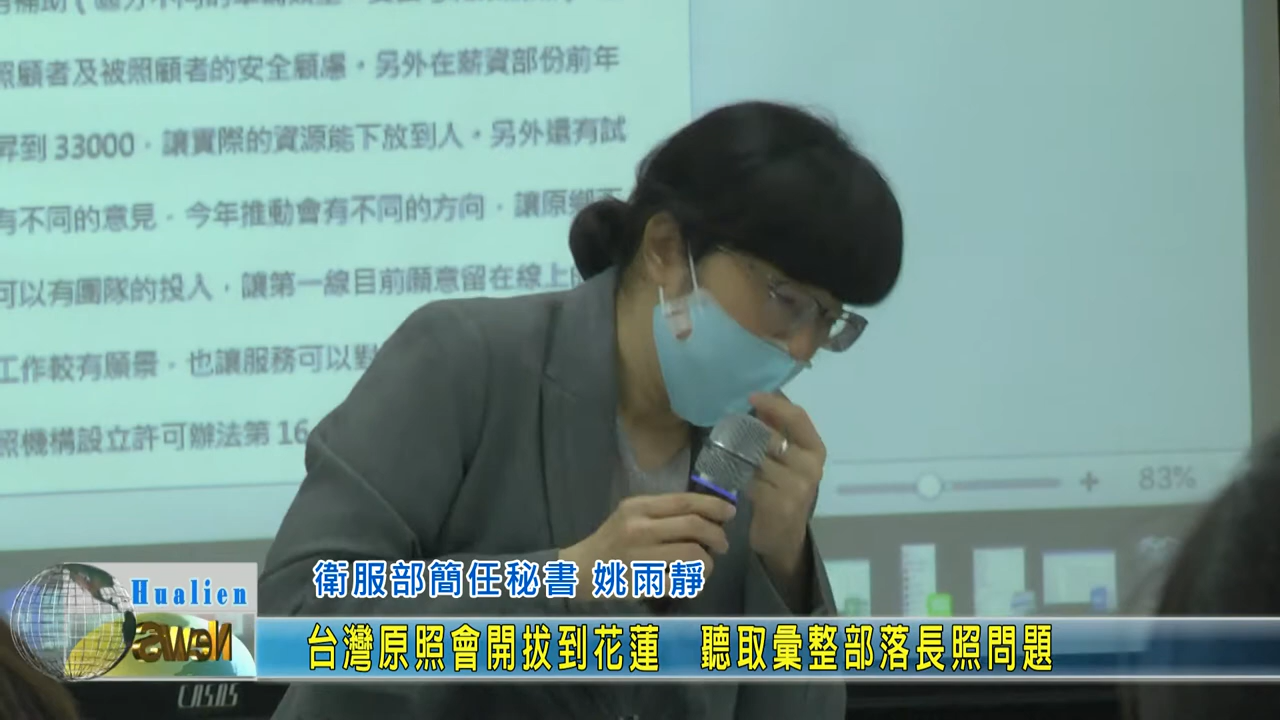 照顧者及被照顧者的安全顧慮。另外在薪資部份前年
昇到 33000，讓實際的資源能下放到人。另外還有試
有不同的意見，今年推動會有不同的方向，讓原鄉
可以有團隊的投入，讓第一線目前願意留在線上
工作較有願景，也讓服務可以對
照機構設立許可辦法第 16
83%
衛服部簡任秘書 姚雨靜
Hualien
News
台灣原照會開拔到花蓮 聽取彙整部落長照問題